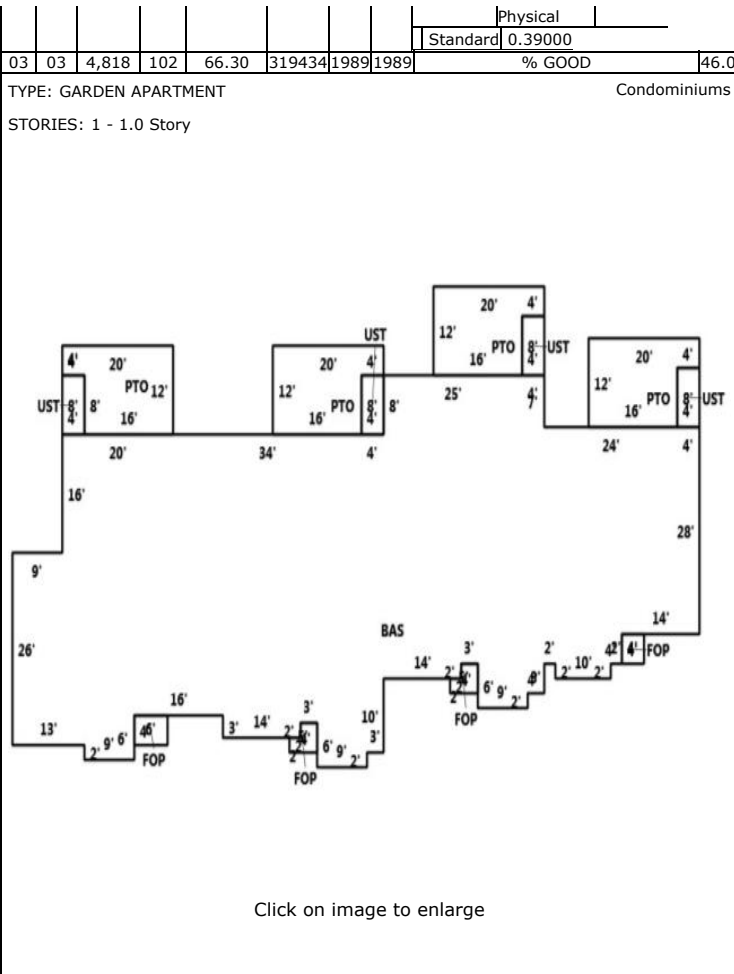 Physical
Standard 0.39000
03 03 4,818 102 66.30 319434 1989 1989 % GOOD 46.0
TYPE: GARDEN APARTMENT Condominiums
STORIES: 1 - 1.0 Story
20' 4'
UST
12' PTO 8' UST
4' 20' 20' 4' 16' 4' 20' 4'
PTO 12' 12' 25' 4' 12' PTO 8' UST
UST 8' 8' PTO 8' 8' 16' 4'
4' 16' 16' 4'
20' 34' 4' 24' 4'
16'
28'
9'
BAS 14'
26' 3' 2' 4' FOP
14' 2' 10' 2'
16' 2' 6' 9' 2'
3' 10' FOP
13' 6' 3' 14' 2' 3'
2' 9' 6' 2' 6' 9' 2'
FOP FOP
Click on image to enlarge